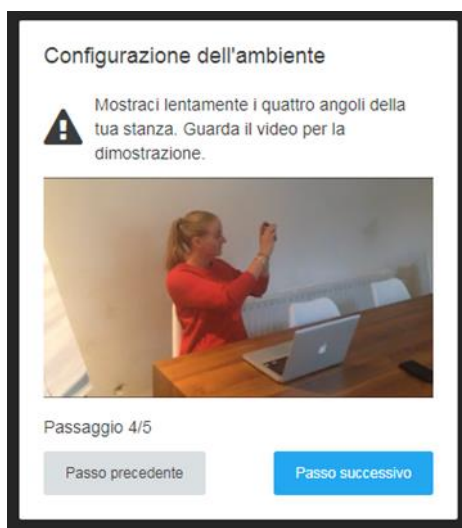 Configurazione dell'ambiente
Mostraci lentamente i quattro angoli della
tua stanza. Guarda il video per la
dimostrazione.
Passaggio 4/5
Passo precedente
Passo successivo